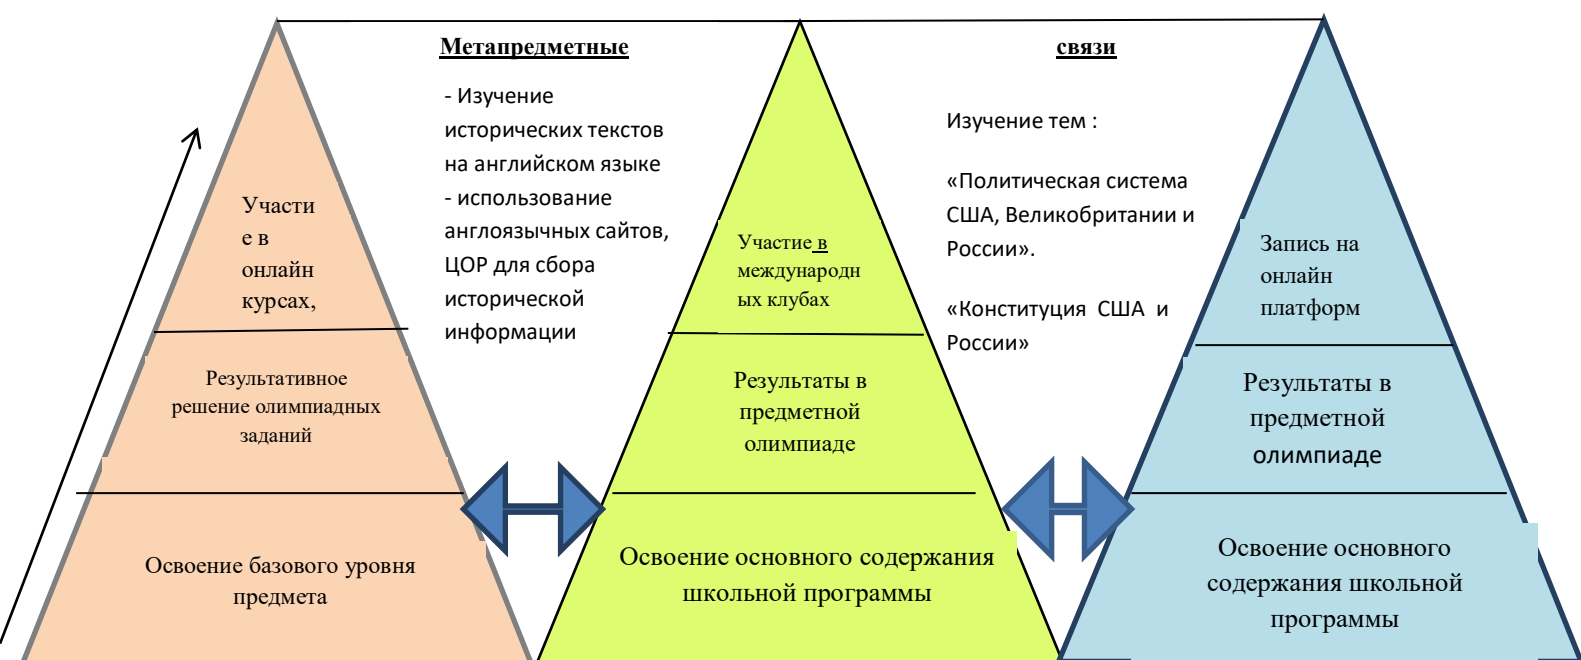 Метапредметные
связи
- Изучение
исторических текстов
на английском языке
- использование
англоязычных сайтов,
ЦОР для сбора
исторической
информации
Изучение тем :
«Политическая система
США, Великобритании и
России».
«Конституция США и
России»
Участи
е в
онлайн
курсах,
Участие в
международн
ых клубах
Запись на
онлайн
платформ
Результативное
решение олимпиадных
заданий
Результаты в
предметной
олимпиаде
Результаты в
предметной
олимпиаде
Освоение базового уровня
предмета
Освоение основного содержания
школьной программы
Освоение основного
содержания школьной
программы